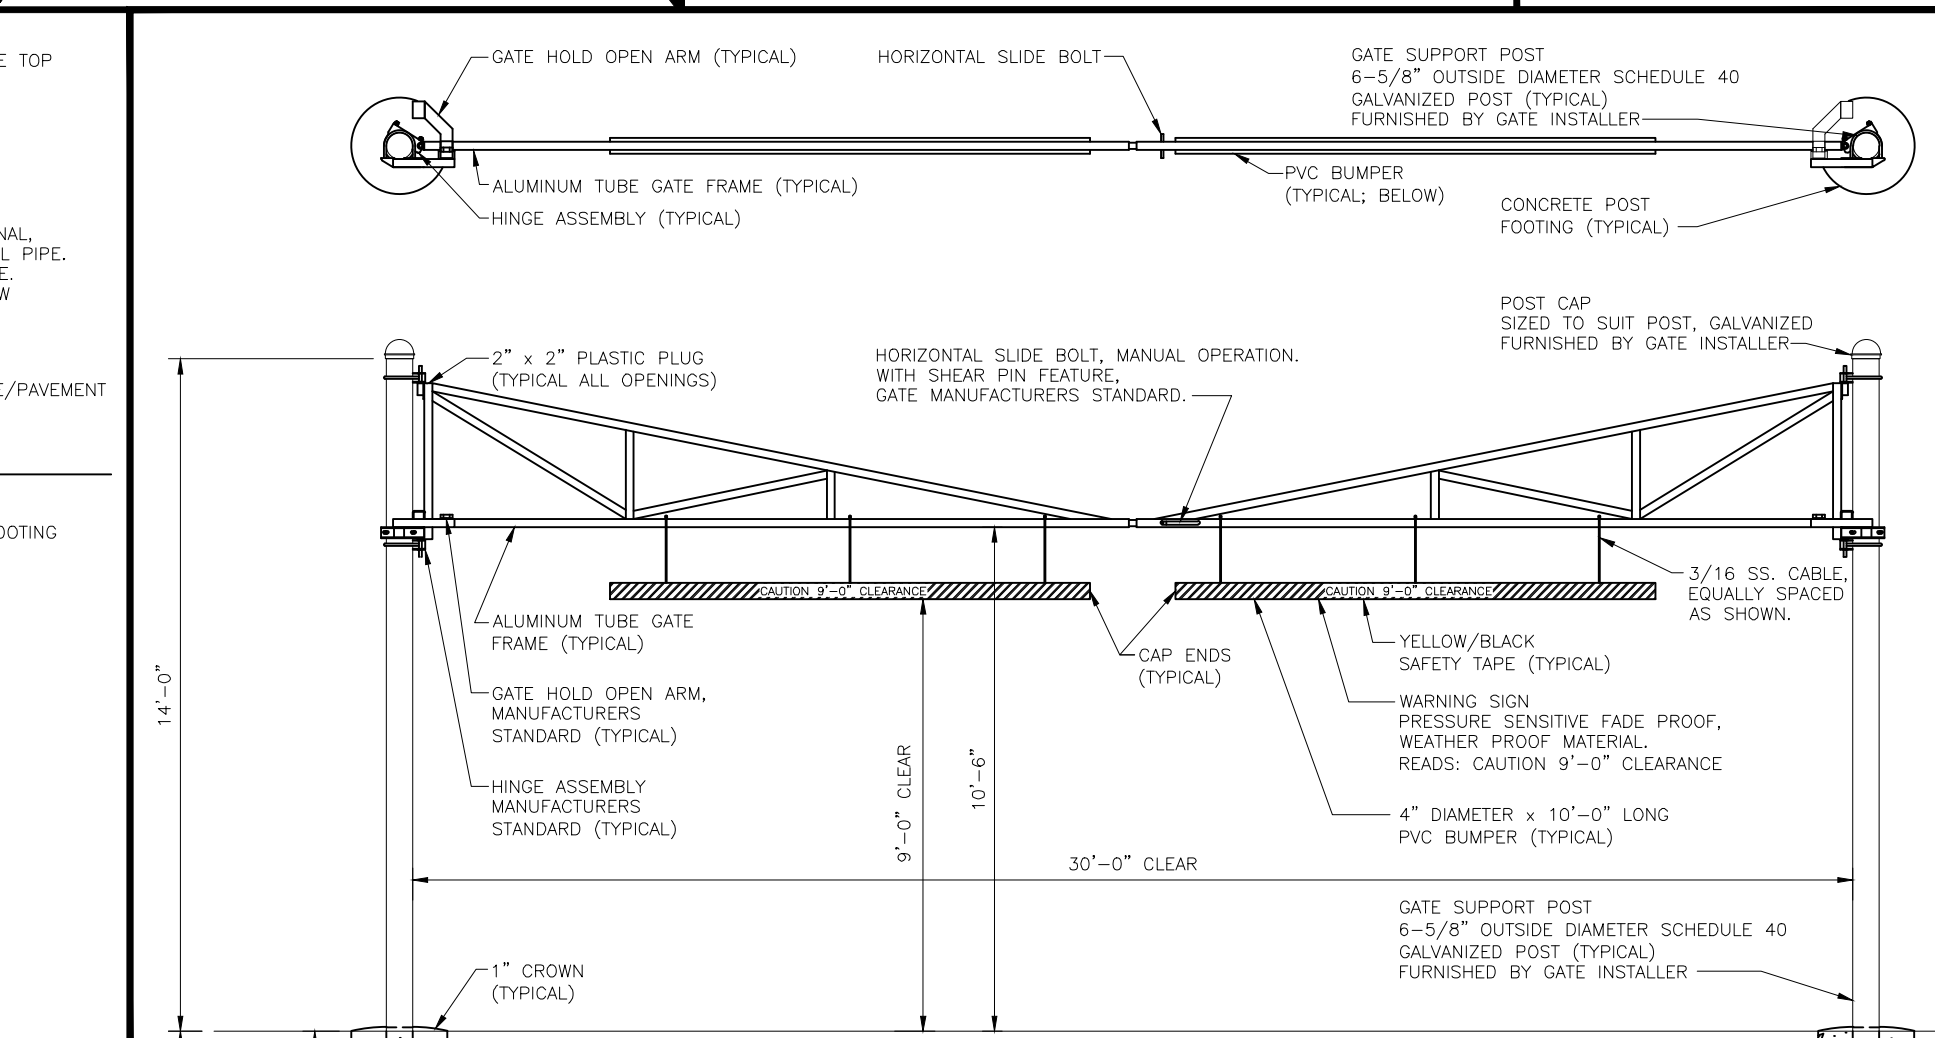 E TOP
NAL,
L PIPE.
E.
W
E/PAVEMENT
OOTING
GATE HOLD OPEN ARM (TYPICAL)
HORIZONTAL SLIDE BOLT
GATE SUPPORT POST
6-5/8" OUTSIDE DIAMETER SCHEDULE 40
GALVANIZED POST (TYPICAL)
FURNISHED BY GATE INSTALLER
ALUMINUM TUBE GATE FRAME (TYPICAL)
HINGE ASSEMBLY (TYPICAL)
PVC BUMPER
(TYPICAL; BELOW)
CONCRETE POST
FOOTING (TYPICAL)
POST CAP
SIZED TO SUIT POST, GALVANIZED
FURNISHED BY GATE INSTALLER
2" x 2" PLASTIC PLUG
(TYPICAL ALL OPENINGS)
HORIZONTAL SLIDE BOLT, MANUAL OPERATION.
WITH SHEAR PIN FEATURE,
GATE MANUFACTURERS STANDARD.
CAUTION 9'-0" CLEARANCE
CAUTION 9'-0" CLEARANCE
3/16 SS. CABLE,
EQUALLY SPACED
AS SHOWN.
ALUMINUM TUBE GATE
FRAME (TYPICAL)
CAP ENDS
(TYPICAL)
YELLOW/BLACK
SAFETY TAPE (TYPICAL)
GATE HOLD OPEN ARM,
MANUFACTURERS
STANDARD (TYPICAL)
WARNING SIGN
PRESSURE SENSITIVE FADE PROOF,
WEATHER PROOF MATERIAL.
READS: CAUTION 9'-0" CLEARANCE
14'-0"
9'-0" CLEAR
10'-6"
HINGE ASSEMBLY
MANUFACTURERS
STANDARD (TYPICAL)
4" DIAMETER x 10'-0" LONG
PVC BUMPER (TYPICAL)
30'-0" CLEAR
GATE SUPPORT POST
6-5/8" OUTSIDE DIAMETER SCHEDULE 40
GALVANIZED POST (TYPICAL)
FURNISHED BY GATE INSTALLER
1" CROWN
(TYPICAL)